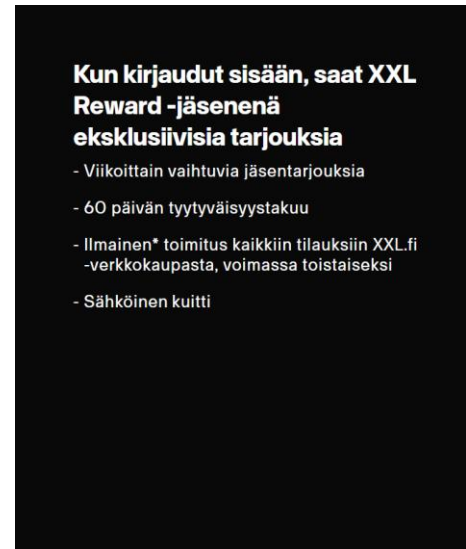 Kun kirjaudut sisään, saat XXL
Reward -jäsenenä
eksklusiivisia tarjouksia
- Viikoittain vaihtuvia jäsentarjouksia
- 60 päivän tyytyväisyystakuu
- Ilmainen* toimitus kaikkiin tilauksiin XXL.fi
-verkkokaupasta, voimassa toistaiseksi
- Sähköinen kuitti